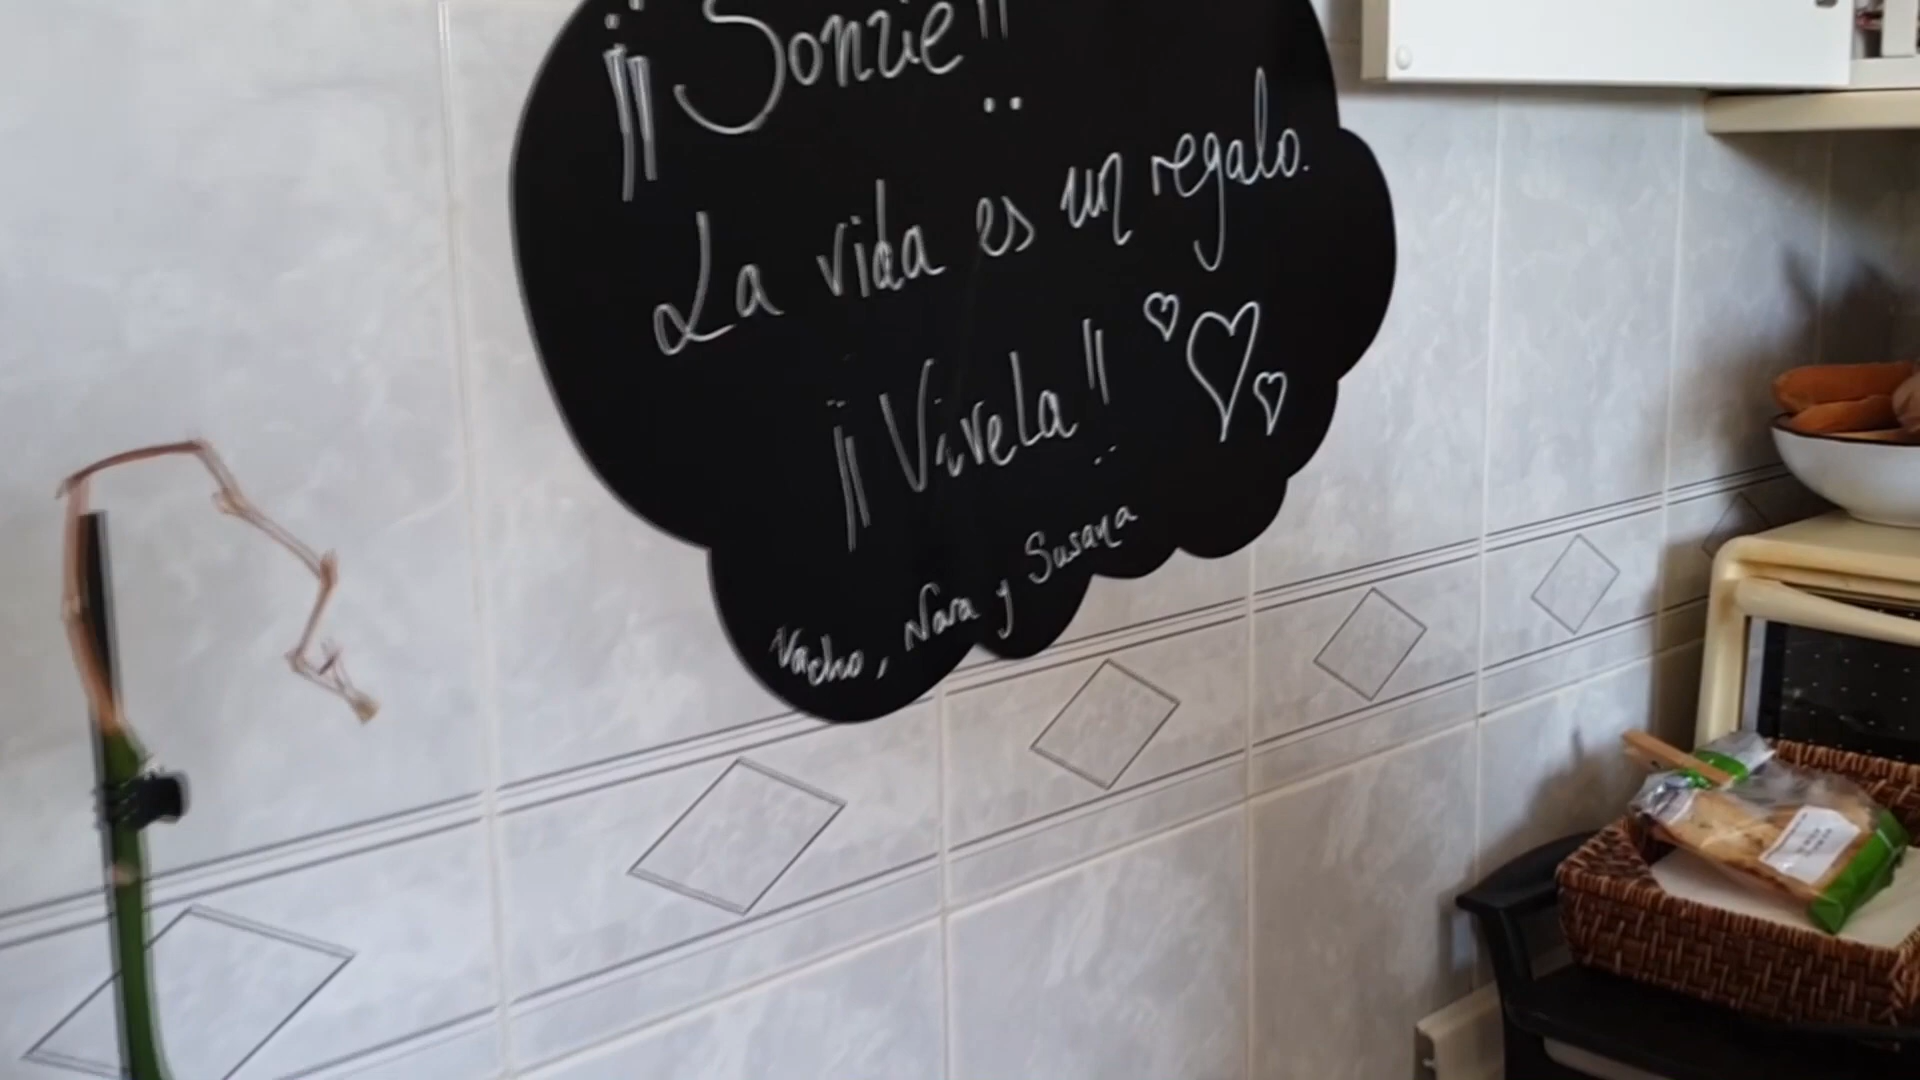 ¡¡Sonríe!!
La vida es un regalo.
¡¡Vívela!!
Nacho, Nara y Susana